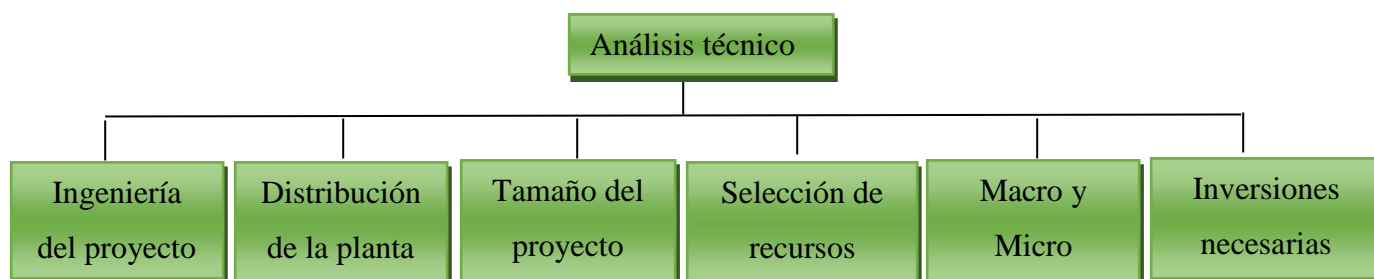 Análisis técnico
Ingeniería
del proyecto
Distribución
de la planta
Tamaño del
proyecto
Selección de
recursos
Macro y
Micro
Inversiones
necesarias